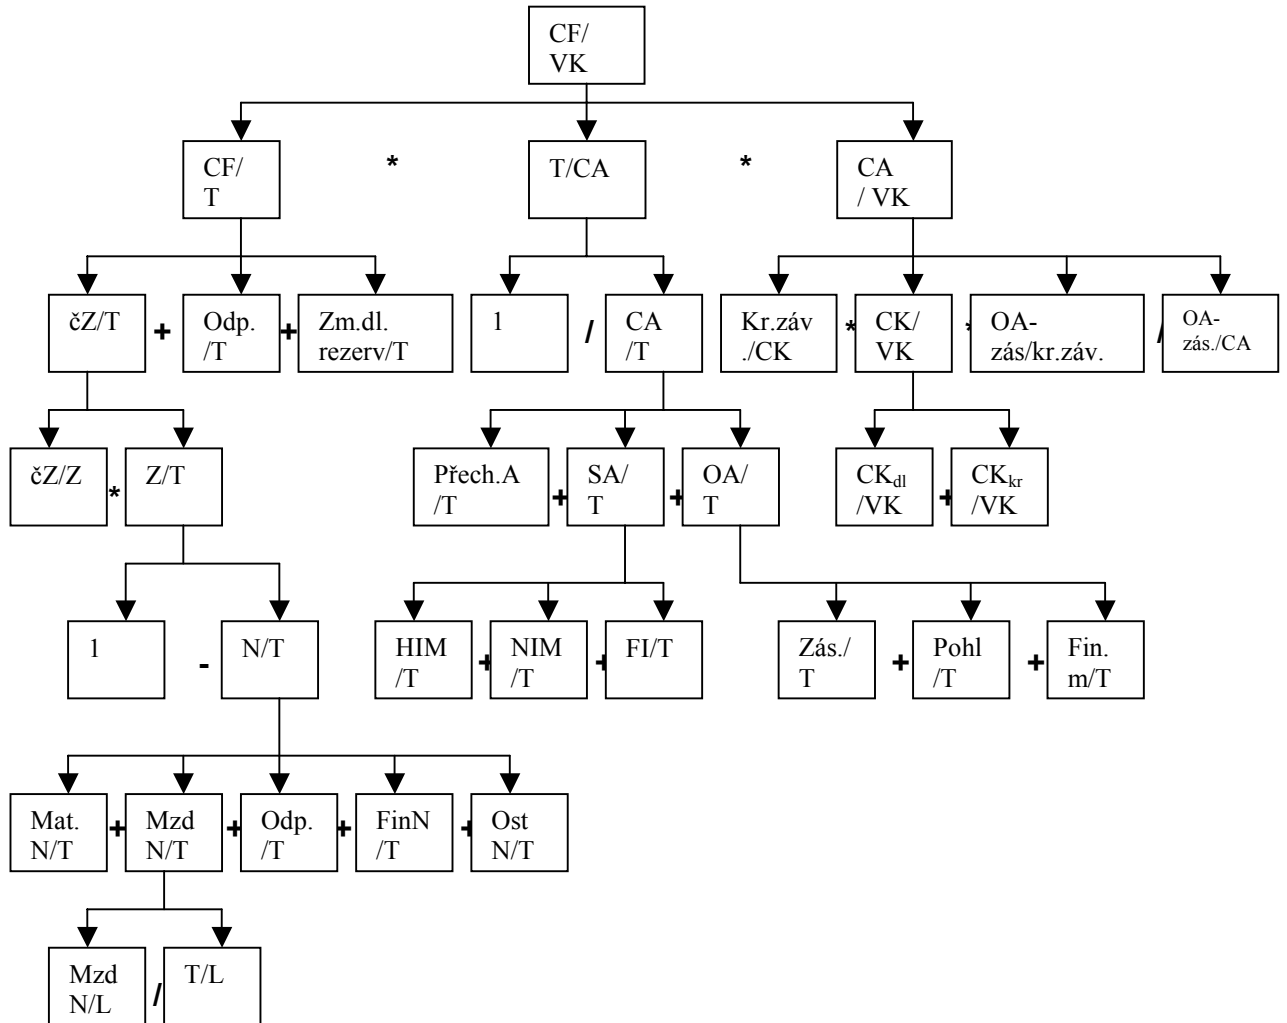 CF/
VK
CF/
T
*
T/CA
*
CA
/ VK
čZ/T
+
Odp.
/T
+
Zm.dl.
rezerv/T
1
/
CA
/T
Kr.záv
./CK
*
CK/
VK
*
OA-
zás/kr.záv.
/
OA-
zás./CA
čZ/Z
*
Z/T
Přech.A
/T
+
SA/
T
+
OA/
T
CKdl
/VK
+
CKkr
/VK
1
-
N/T
HIM
/T
+
NIM
/T
+
FI/T
Zás./
T
+
Pohl
/T
+
Fin.
m/T
Mat.
N/T
+
Mzd
N/T
+
Odp.
/T
+
FinN
/T
+
Ost
N/T
Mzd
N/L
/
T/L